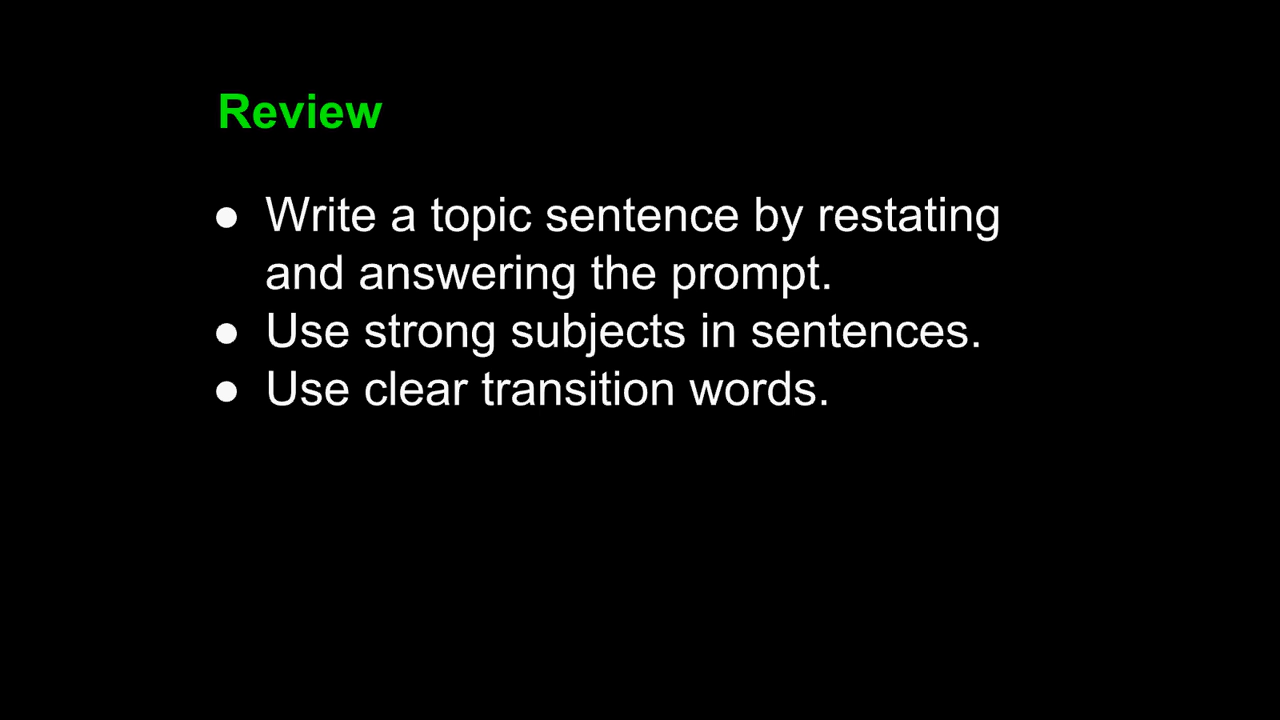 Review
● Write a topic sentence by restating
and answering the prompt.
● Use strong subjects in sentences.
● Use clear transition words.